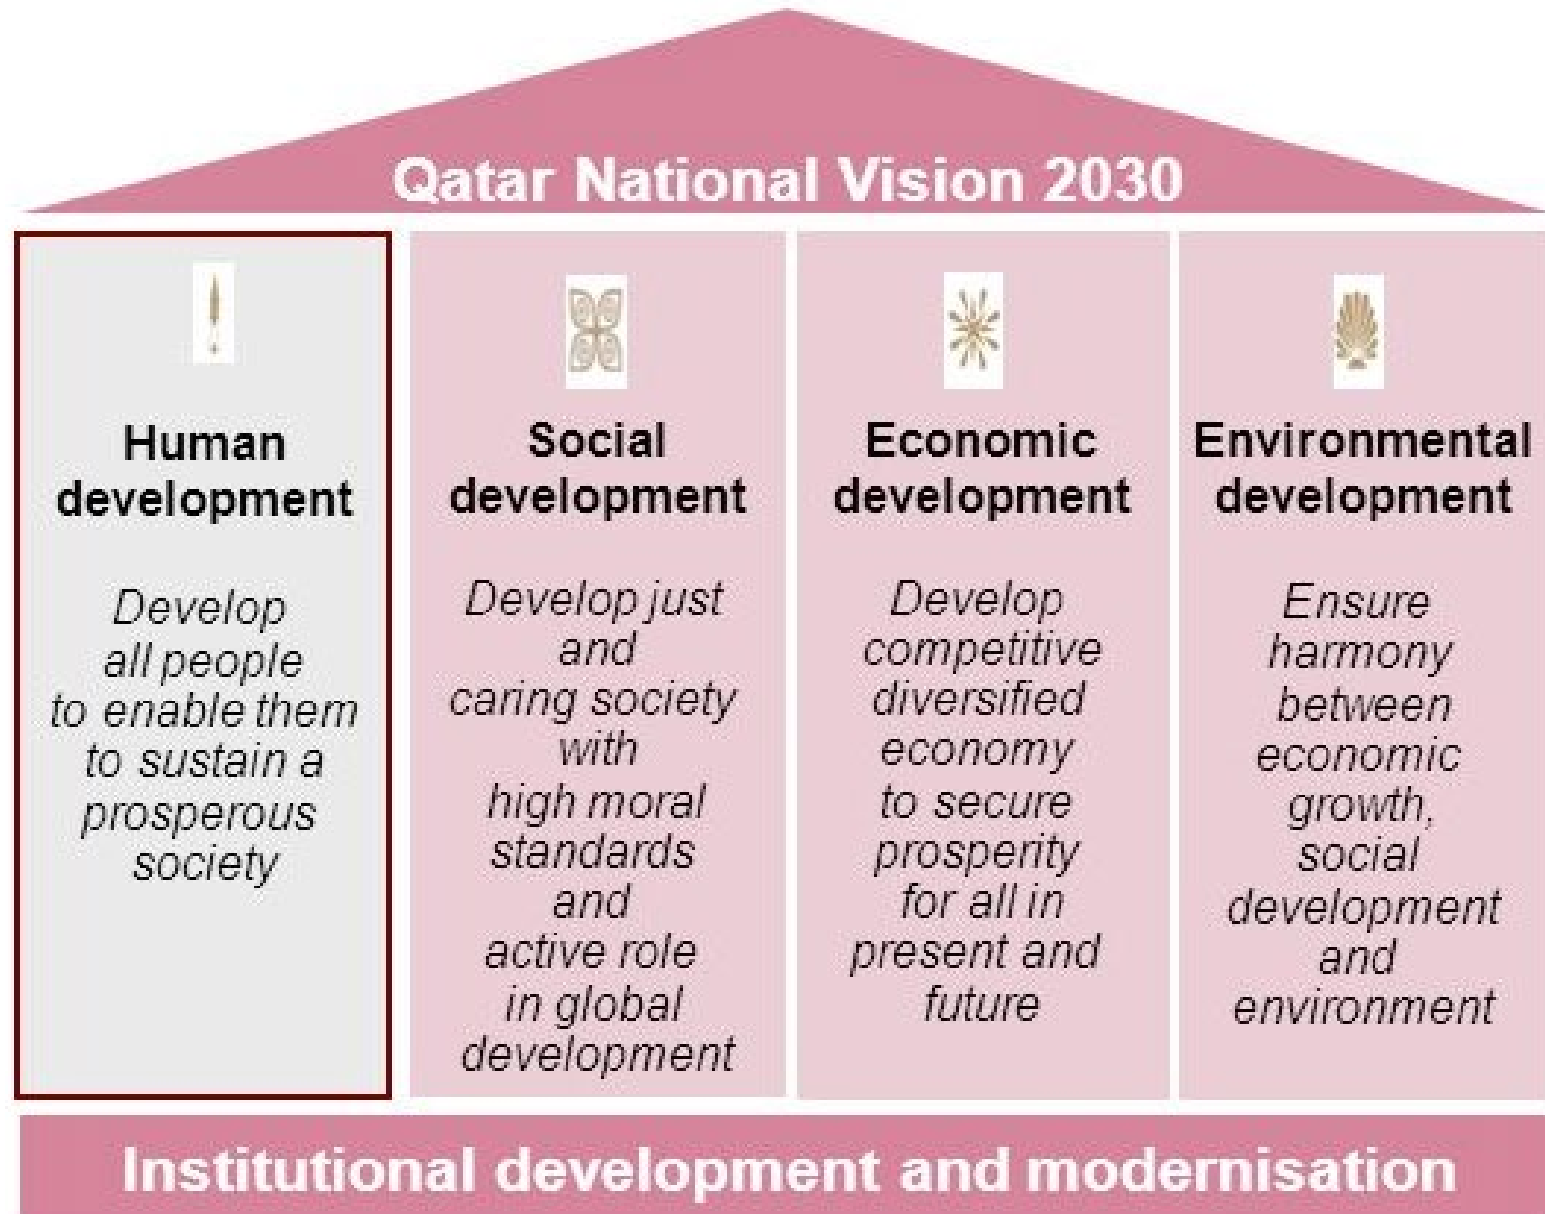 Qatar National Vision 2030
Human
development
Develop
all people
to enable them
to sustain a
prosperous
society
Social
development
Develop just
and
caring society
with
high moral
standards
and
active role
in global
development
Economic
development
Develop
competitive
diversified
economy
to secure
prosperity
for all in
present and
future
Environmental
development
Ensure
harmony
between
economic
growth,
social
development
and
environment
Institutional development and modernisation